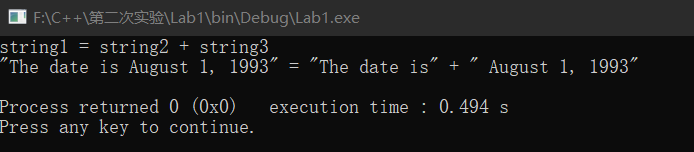 F:\C++\第二次实验\Lab1\bin\Debug\Lab1.exe
string1 = string2 + string3
"The date is August 1, 1993" = "The date is" + " August 1, 1993"
Process returned 0 (0x0)   execution time : 0.494 s
Press any key to continue.